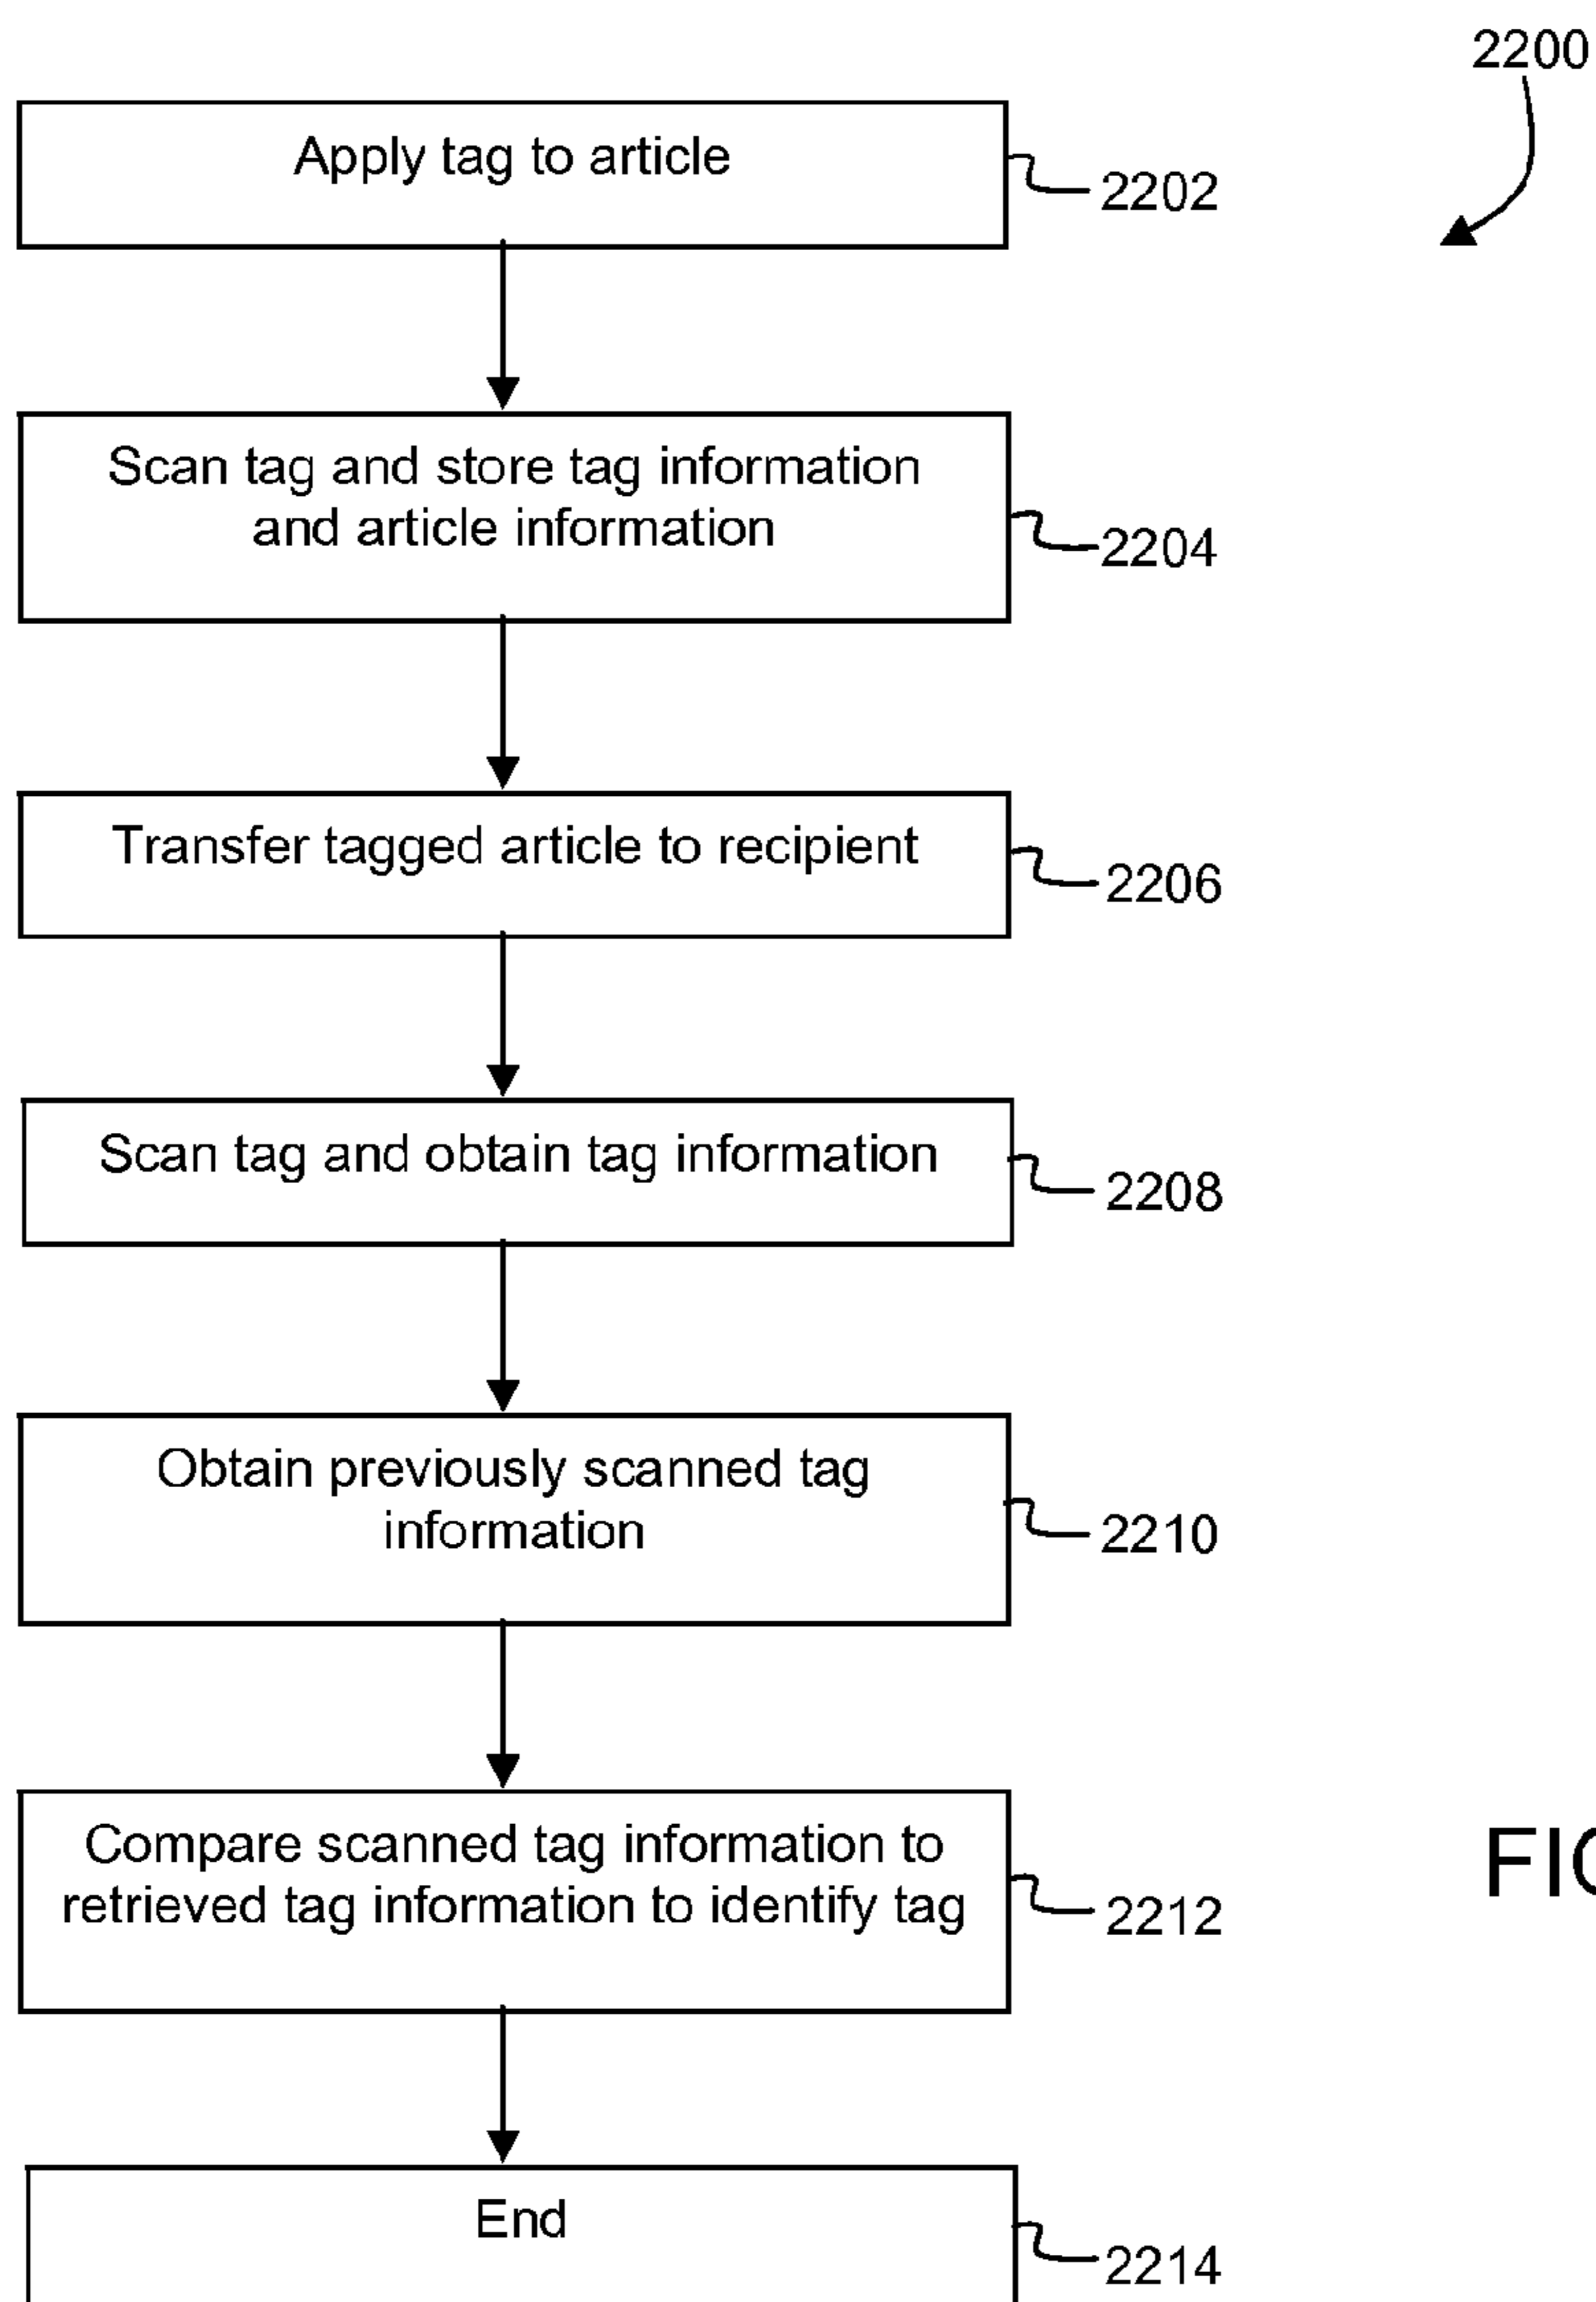 2200
Apply tag to article
2202
Scan tag and store tag information
and article information
2204
Transfer tagged article to recipient
2206
Scan tag and obtain tag information
2208
Obtain previously scanned tag
information
2210
Compare scanned tag information to
retrieved tag information to identify tag
2212
End
2214